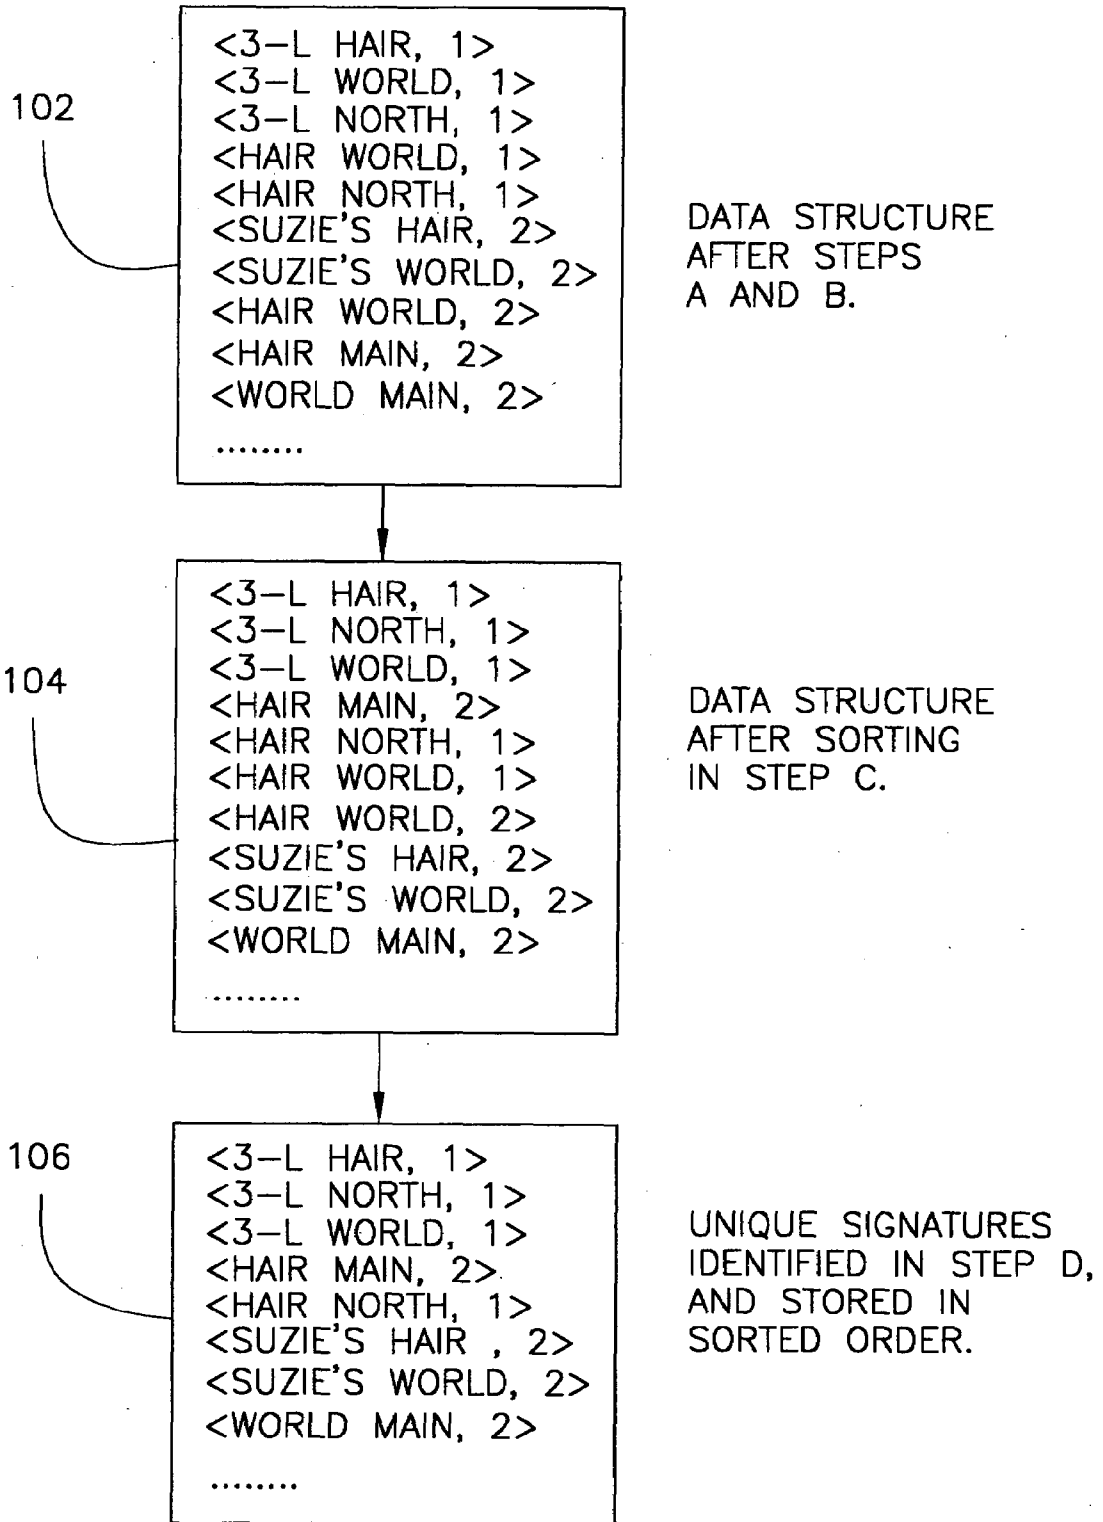 102
<3-L HAIR, 1>
<3-L WORLD, 1>
<3-L NORTH, 1>
<HAIR WORLD, 1>
<HAIR NORTH, 1>
<SUZIE'S HAIR, 2>
<SUZIE'S WORLD, 2>
<HAIR WORLD, 2>
<HAIR MAIN, 2>
<WORLD MAIN, 2>
........
DATA STRUCTURE
AFTER STEPS
A AND B.
104
<3-L HAIR, 1>
<3-L NORTH, 1>
<3-L WORLD, 1>
<HAIR MAIN, 2>
<HAIR NORTH, 1>
<HAIR WORLD, 1>
<HAIR WORLD, 2>
<SUZIE'S HAIR, 2>
<SUZIE'S WORLD, 2>
<WORLD MAIN, 2>
........
DATA STRUCTURE
AFTER SORTING
IN STEP C.
106
<3-L HAIR, 1>
<3-L NORTH, 1>
<3-L WORLD, 1>
<HAIR MAIN, 2>
<HAIR NORTH, 1>
<SUZIE'S HAIR , 2>
<SUZIE'S WORLD, 2>
<WORLD MAIN, 2>
........
UNIQUE SIGNATURES
IDENTIFIED IN STEP D,
AND STORED IN
SORTED ORDER.